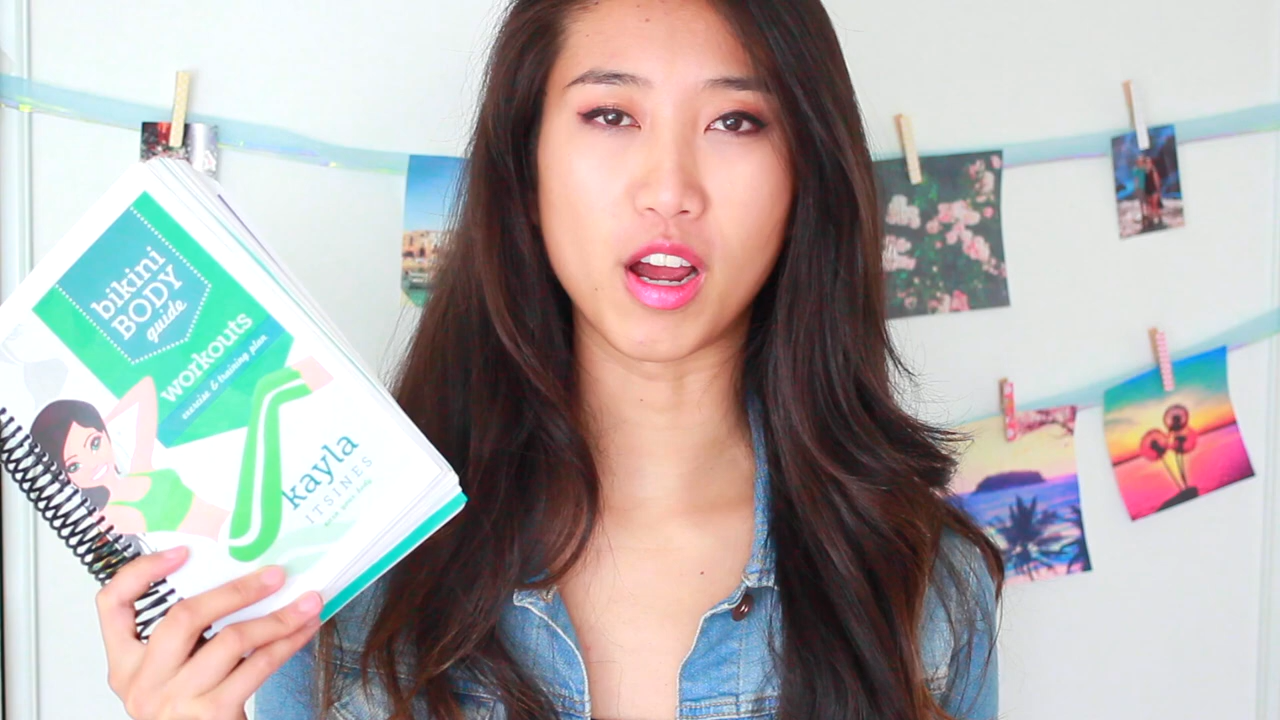 bikini
BODY
guide
workouts
exercise & training plan
kayla
ITSINES